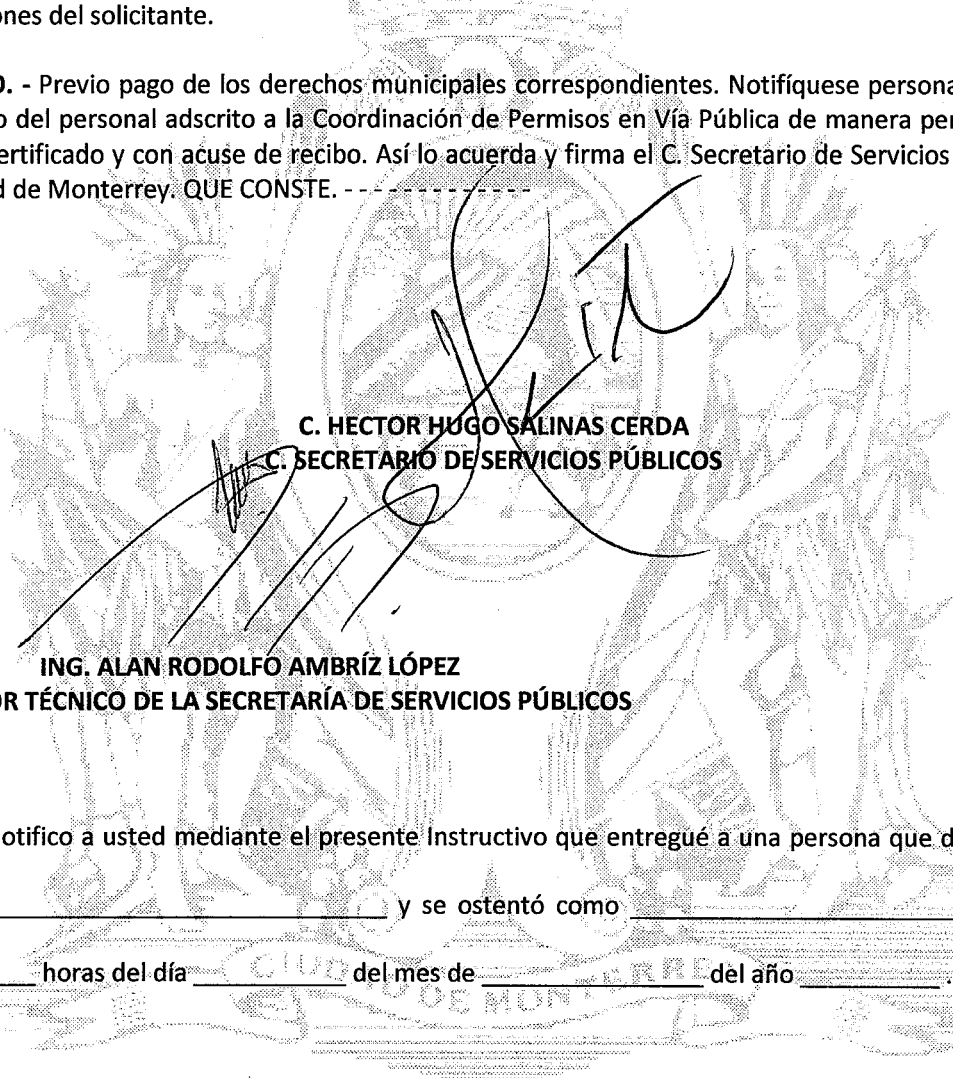 ones del solicitante.
O. - Previo pago de los derechos municipales correspondientes. Notifíquese persona
o del personal adscrito a la Coordinación de Permisos en Vía Pública de manera per
ertificado y con acuse de recibo. Así lo acuerda y firma el C. Secretario de Servicios
d de Monterrey. QUE CONSTE. - - - - - - - - - - - - - -
C. HECTOR HUGO SALINAS CERDA
C. SECRETARIO DE SERVICIOS PÚBLICOS
ING. ALAN RODOLFO AMBRÍZ LÓPEZ
OR TÉCNICO DE LA SECRETARÍA DE SERVICIOS PÚBLICOS
otifico a usted mediante el presente Instructivo que entregué a una persona que d
y se ostentó como
horas del día del mes de del año .
CIUDAD DE MONTERREY